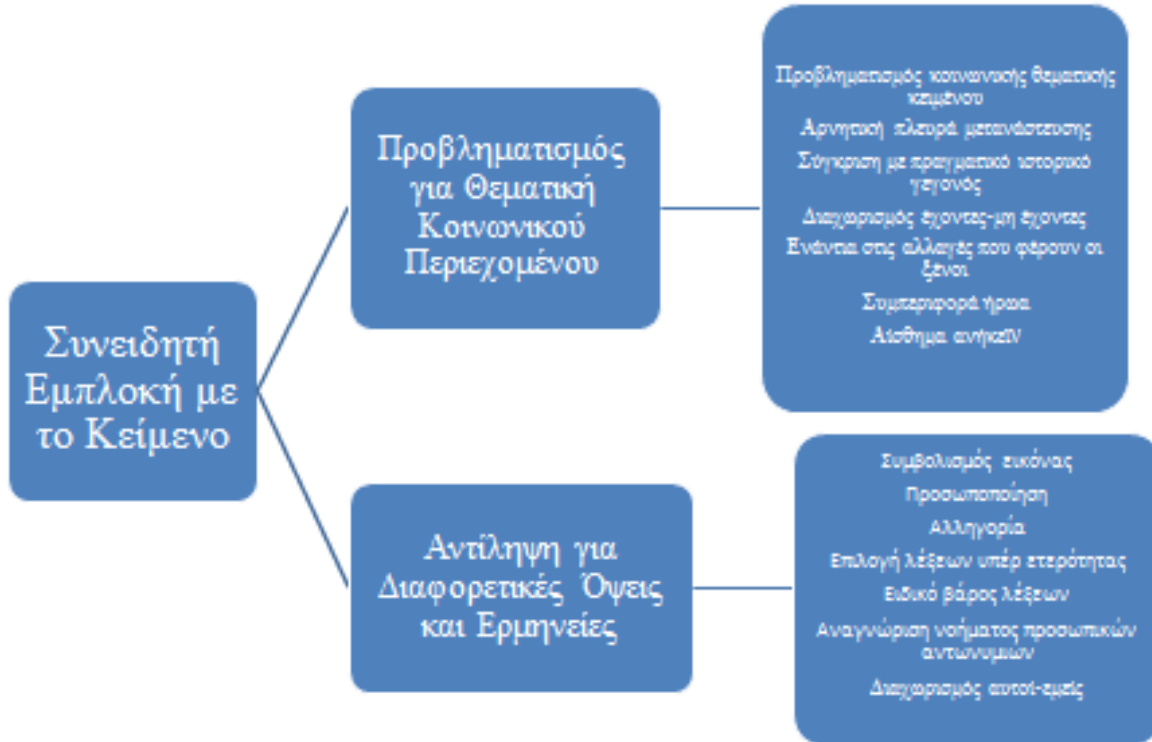 Συνειδητή
Εμπλοκή με
το Κείμενο
Προβληματισμός
για Θεματική
Κοινωνικού
Περιεχομένου
Προβληματισμός κοινωνικής θεματικής
κειμένου
Αρνητική πλευρά μετανάστευσης
Σύγκριση με πραγματικό ιστορικό
γεγονός
Διαχωρισμός έχοντες-μη έχοντες
Ενάντια στις αλλαγές που φέρουν οι
ξένοι
Συμπεριφορά ήρωα
Αίσθημα ανήκειν
Αντίληψη για
Διαφορετικές Όψεις
και Ερμηνείες
Συμβολισμός εικόνας
Προσωποποίηση
Αλληγορία
Επιλογή λέξεων υπέρ ετερότητας
Ειδικό βάρος λέξεων
Αναγνώριση νοήματος προσωπικών
αντωνυμιών
Διαχωρισμός αυτοί-εμείς